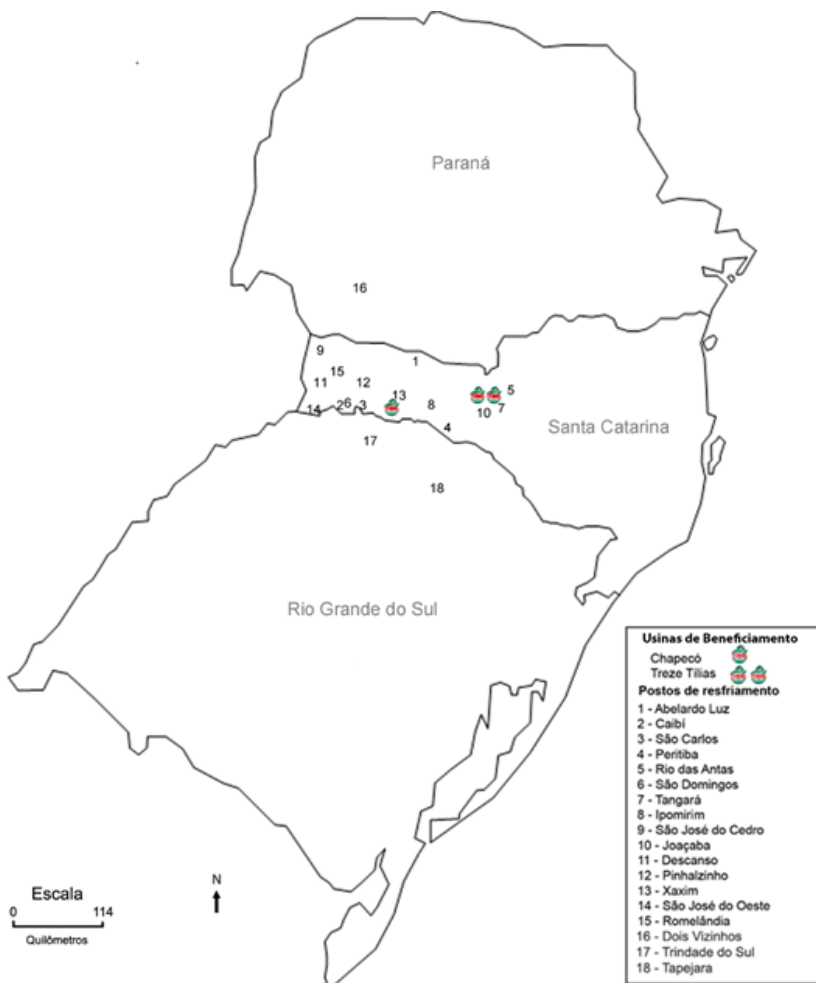 Paraná
16
9
1
15
11
12
13
5
14
2
6
3
8
10
7
4
17
Santa Catarina
18
Rio Grande do Sul
Usinas de Beneficiamento
Chapecó
Treze Tílias
Postos de resfriamento
1 - Abelardo Luz
2 - Caibí
3 - São Carlos
4 - Peritiba
5 - Rio das Antas
6 - São Domingos
7 - Tangará
8 - Ipomirim
9 - São José do Cedro
10 - Joaçaba
11 - Descanso
12 - Pinhalzinho
13 - Xaxim
14 - São José do Oeste
15 - Romelândia
16 - Dois Vizinhos
17 - Trindade do Sul
18 - Tapejara
Escala
0 114
Quilômetros
N